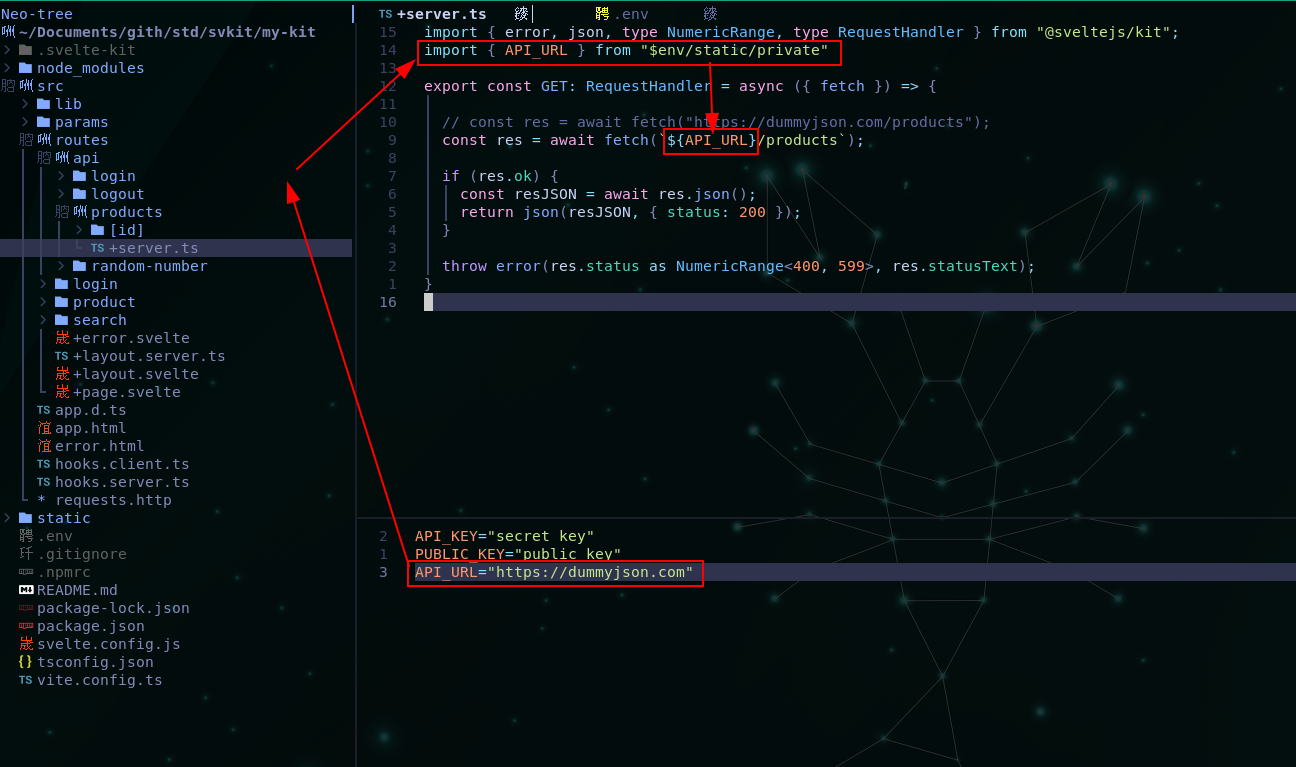 Neo-tree
~/Documents/gith/std/svkit/my-kit
.svelte-kit
node_modules
src
lib
params
routes
api
login
logout
products
[id]
TS +server.ts
random-number
login
product
search
+error.svelte
TS +layout.server.ts
+layout.svelte
+page.svelte
TS app.d.ts
app.html
error.html
TS hooks.client.ts
TS hooks.server.ts
* requests.http
static
.env
.gitignore
.npmrc
README.md
package-lock.json
package.json
svelte.config.js
{} tsconfig.json
TS vite.config.ts
TS +server.ts .env
15 import { error, json, type NumericRange, type RequestHandler } from "@sveltejs/kit";
14 import { API_URL } from "$env/static/private"
13
12 export const GET: RequestHandler = async ({ fetch }) => {
11
10 // const res = await fetch("https://dummyjson.com/products");
9 const res = await fetch(`${API_URL}/products`);
8
7 if (res.ok) {
6 const resJSON = await res.json();
5 return json(resJSON, { status: 200 });
4 }
3
2 throw error(res.status as NumericRange<400, 599>, res.statusText);
1 }
16
2 API_KEY="secret key"
1 PUBLIC_KEY="public key"
3 API_URL="https://dummyjson.com"